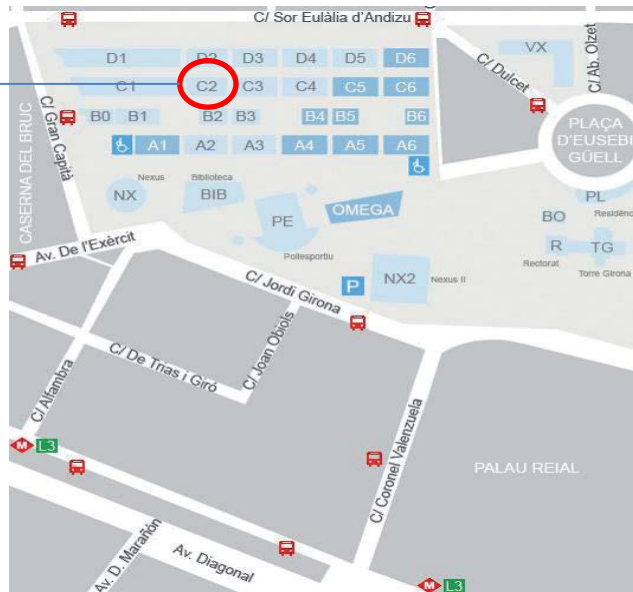 C/ Sor Eulàlia d'Andizu
D1 D2 D3 D4 D5 D6
VX
C/ Ab. Olzet
C/ Dulcet
C1 C2 C3 C4 C5 C6
C/ Gran Capità
B0 B1 B2 B3 B4 B5 B6
PLAÇA
D'EUSEBI
GÜELL
A1 A2 A3 A4 A5 A6
CASERNA DEL BRUC
Nexus
Biblioteca
NX
BIB
PE
OMEGA
PL
BO
Residènc
Poliesportiu
R
TG
Rectorat
Torre Girona
Av. De l'Exèrcit
C/ Jordi Girona
P
NX2
Nexus II
C/ De Trias i Giró
C/ Joan Obiols
C/ Alfambra
C/ Coronel Valenzuela
M L3
PALAU REIAL
Av. D. Marañón
Av. Diagonal
M L3